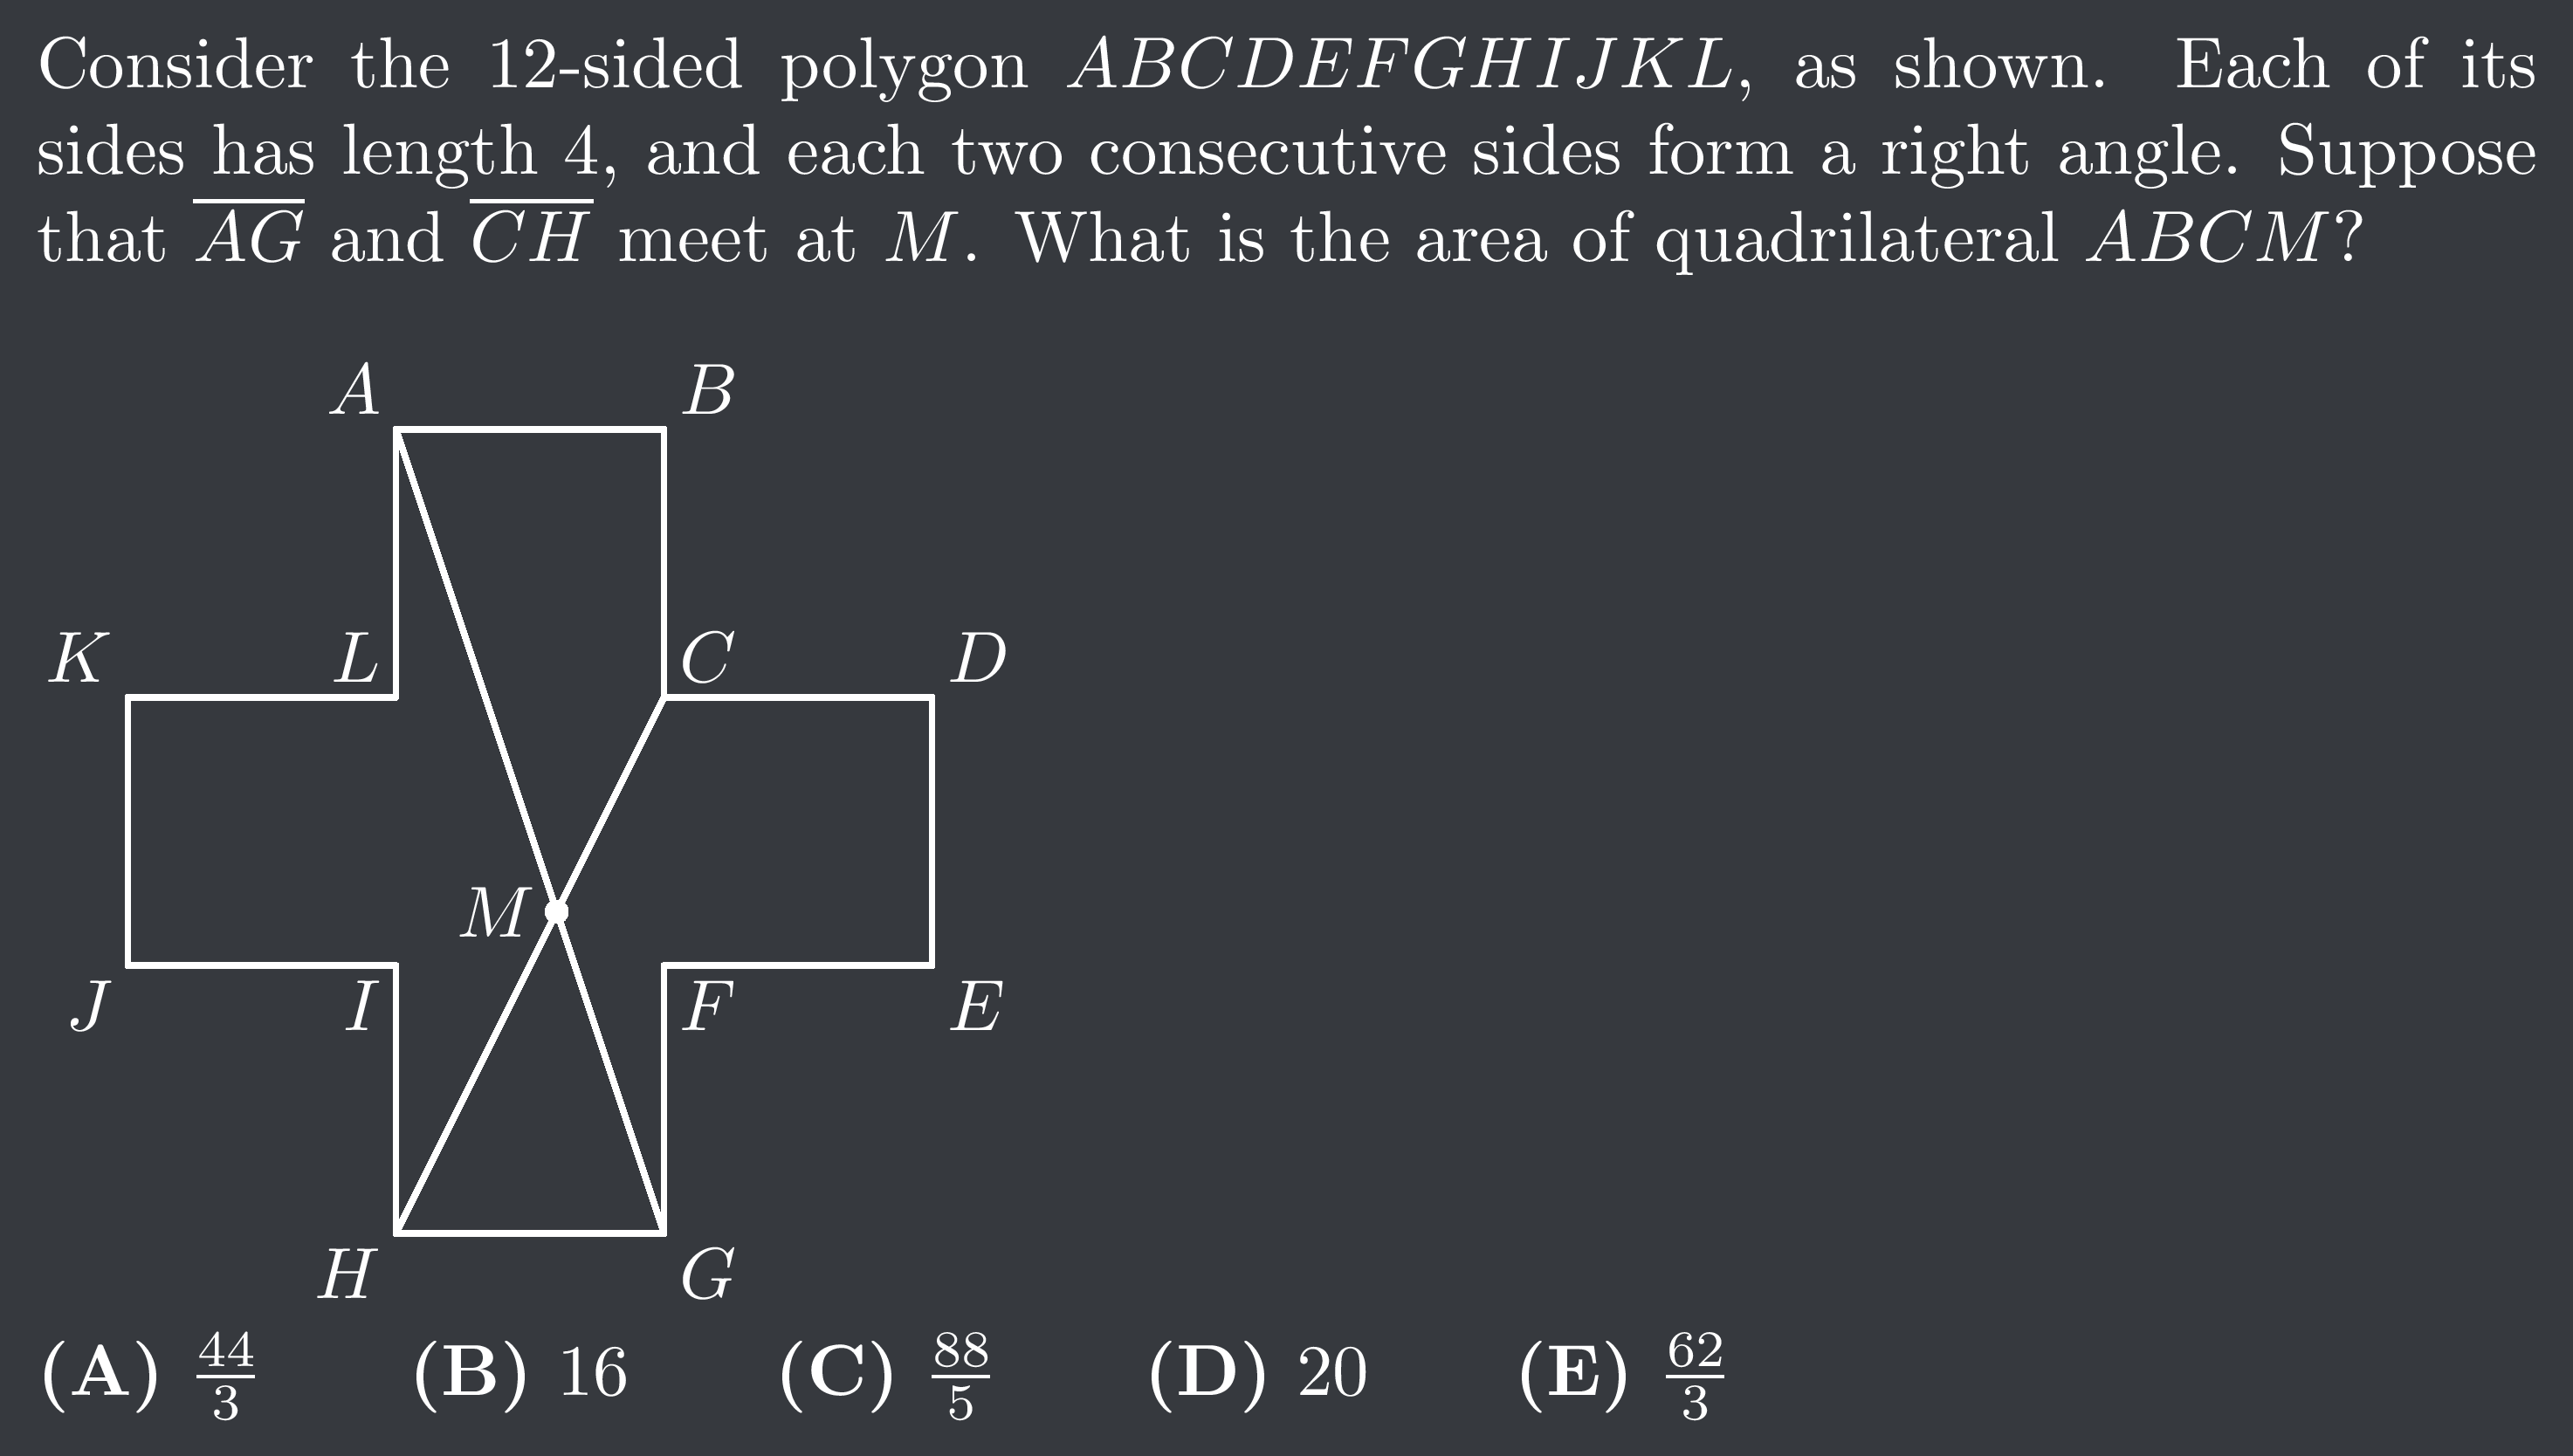 Consider the 12-sided polygon ABCDEFGHIJKL, as shown. Each of its
sides has length 4, and each two consecutive sides form a right angle. Suppose
that \overline{AG} and \overline{CH} meet at M. What is the area of quadrilateral ABCM?
A B
K L C D
M
J I F E
H G
(A) \frac{44}{3} (B) 16 (C) \frac{88}{5} (D) 20 (E) \frac{62}{3}